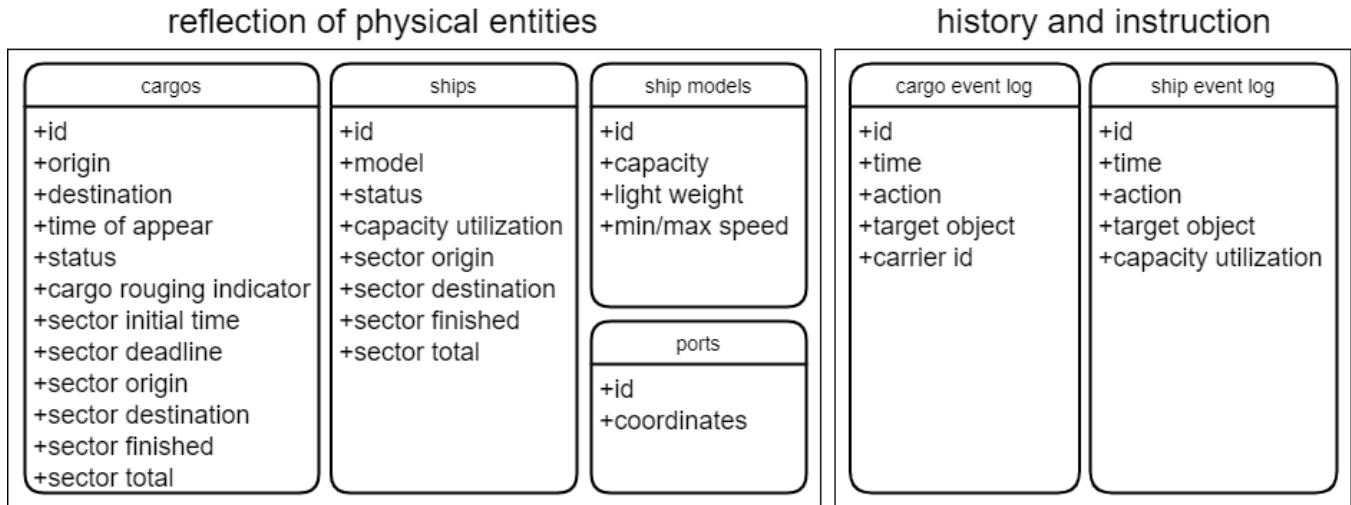 reflection of physical entities
history and instruction
cargos
+id
+origin
+destination
+time of appear
+status
+cargo rouging indicator
+sector initial time
+sector deadline
+sector origin
+sector destination
+sector finished
+sector total
ships
+id
+model
+status
+capacity utilization
+sector origin
+sector destination
+sector finished
+sector total
ship models
+id
+capacity
+light weight
+min/max speed
ports
+id
+coordinates
cargo event log
+id
+time
+action
+target object
+carrier id
ship event log
+id
+time
+action
+target object
+capacity utilization